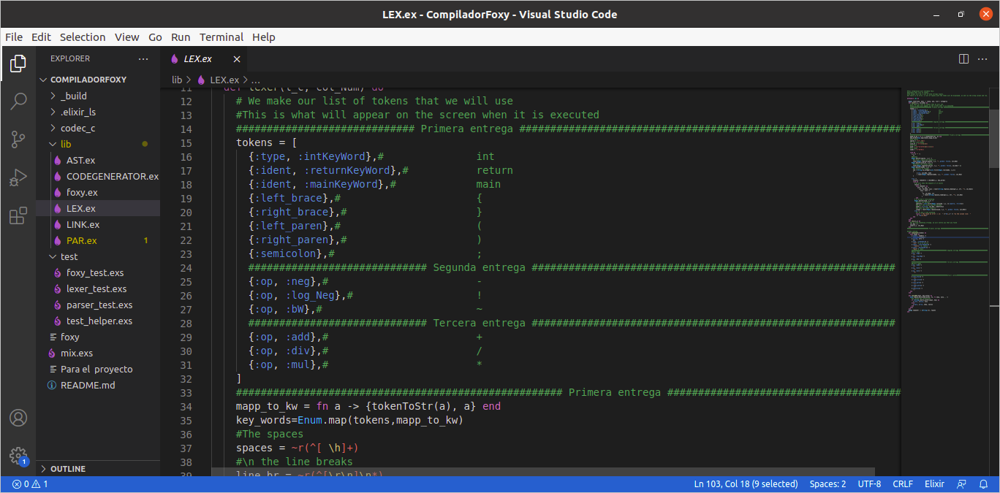 LEX.ex - CompiladorFoxy - Visual Studio Code
File Edit Selection View Go Run Terminal Help
EXPLORER
COMPILADORFOXY
_build
.elixir_ls
codec_c
lib
AST.ex
CODEGENERATOR.ex
foxy.ex
LEX.ex
LINK.ex
PAR.ex 1
test
foxy_test.exs
lexer_test.exs
parser_test.exs
test_helper.exs
foxy
mix.exs
Para el proyecto
README.md
OUTLINE
1
LEX.ex
lib > LEX.ex > ...
11 def lexer(t_c, col_Num) do
12 # We make our list of tokens that we will use
13 #This is what will appear on the screen when it is executed
14 ############################# Primera entrega ##############################################################
15 tokens = [
16 {:type, :intKeyWord},# int
17 {:ident, :returnKeyWord},# return
18 {:ident, :mainKeyWord},# main
19 {:left_brace},# {
20 {:right_brace},# }
21 {:left_paren},# (
22 {:right_paren},# )
23 {:semicolon},# ;
24 ############################# Segunda entrega ###########################################################
25 {:op, :neg},# -
26 {:op, :log_Neg},# !
27 {:op, :bW},# ~
28 ############################# Tercera entrega ###########################################################
29 {:op, :add},# +
30 {:op, :div},# /
31 {:op, :mul},# *
32 ]
33 ##################################################### Primera entrega ######################################
34 mapp_to_kw = fn a -> {tokenToStr(a), a} end
35 key_words=Enum.map(tokens,mapp_to_kw)
36 #The spaces
37 spaces = ~r(^[ \h]+)
38 #\n the line breaks
39 line_br = ~r(^[\r\n]\n*)
0 1 Ln 103, Col 18 (9 selected) Spaces: 2 UTF-8 CRLF Elixir